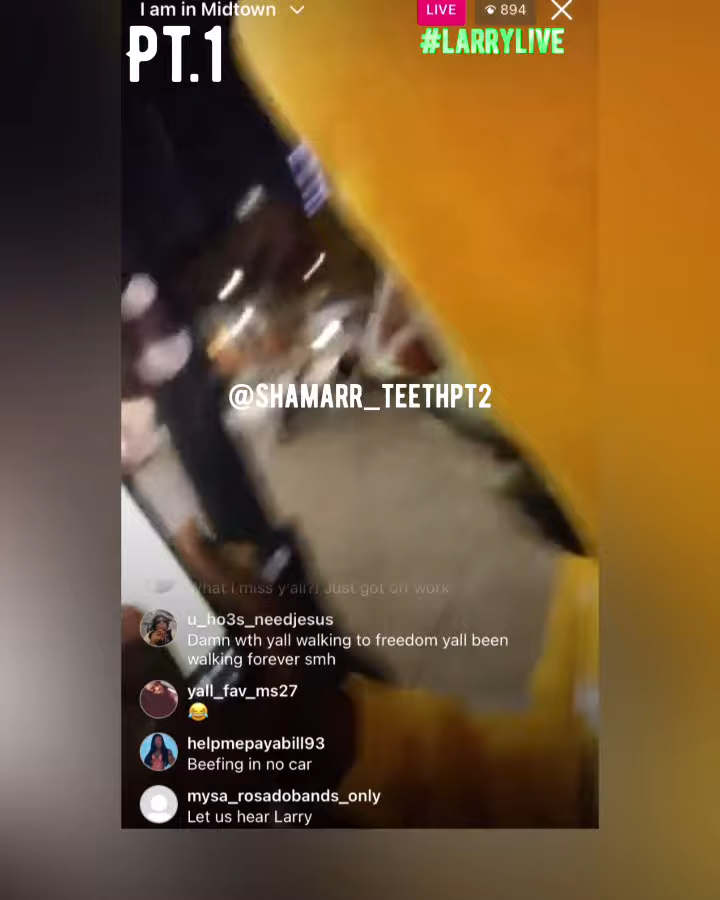 I am in Midtown
LIVE
894
PT.1
#LARRYLIVE
@SHAMARR_TEETHPT2
What I miss y'all?! Just got off work
u_ho3s_needjesus
Damn wth yall walking to freedom yall been
walking forever smh
yall_fav_ms27
😂
helpmepayabill93
Beefing in no car
mysa_rosadobands_only
Let us hear Larry